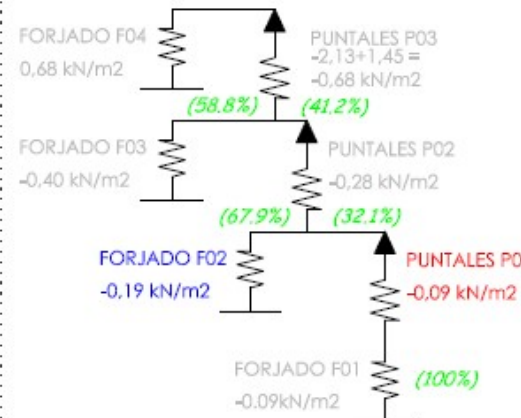 FORJADO F04
0,68 kN/m2
PUNTALES P03
-2,13+1,45 =
-0,68 kN/m2
(58.8%)
(41.2%)
FORJADO F03
-0,40 kN/m2
PUNTALES P02
-0,28 kN/m2
(67.9%)
(32.1%)
FORJADO F02
-0,19 kN/m2
PUNTALES P0
-0,09 kN/m2
FORJADO F01
-0.09kN/m2
(100%)